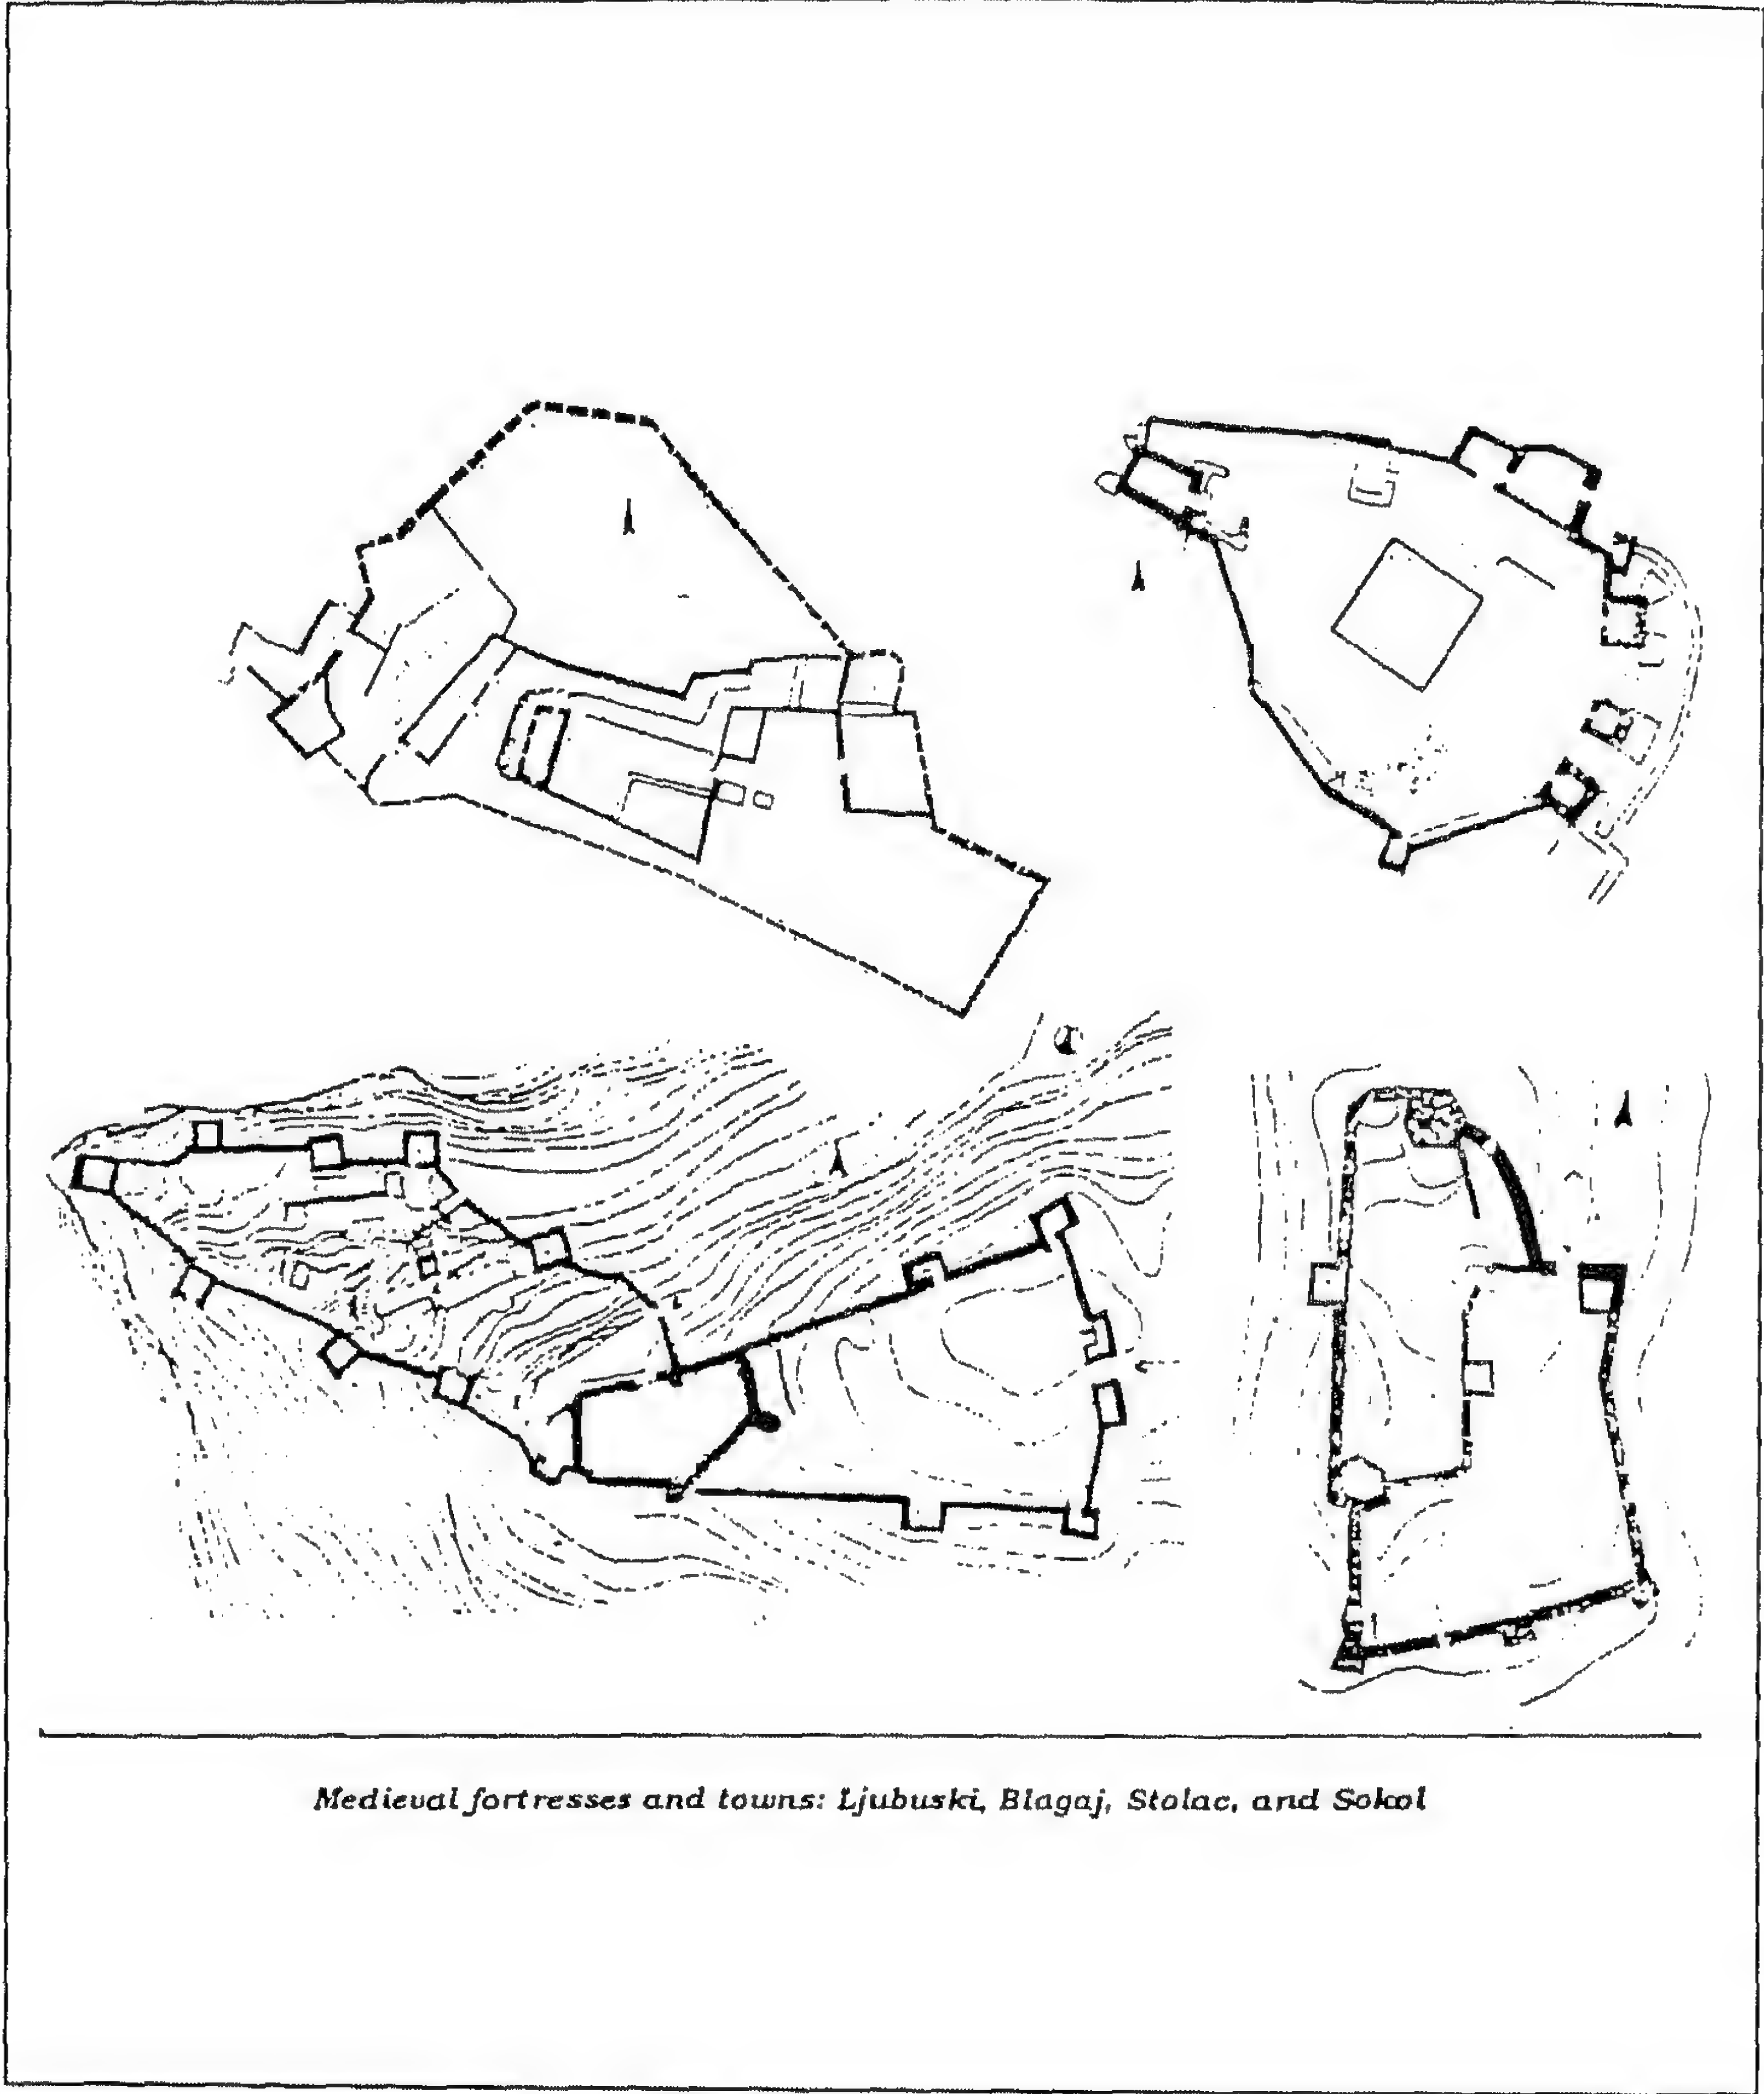 Medieval fortresses and towns: Ljubuski, Blagaj, Stolac, and Sokol